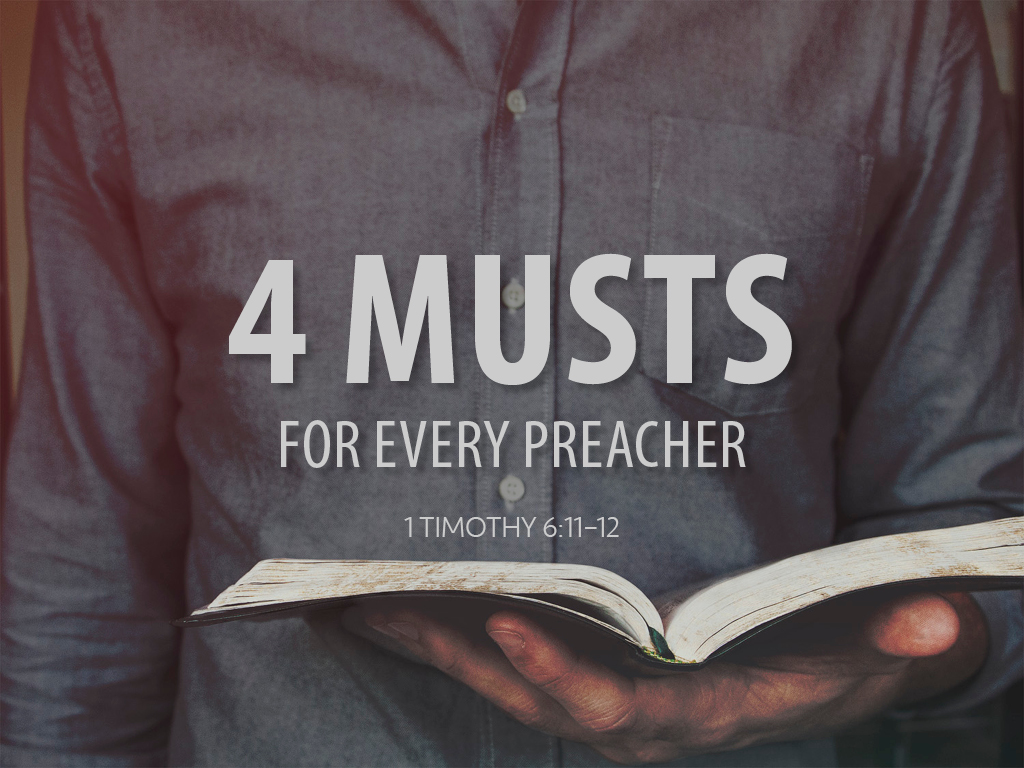 4 MUSTS
FOR EVERY PREACHER
1 TIMOTHY 6:11–12